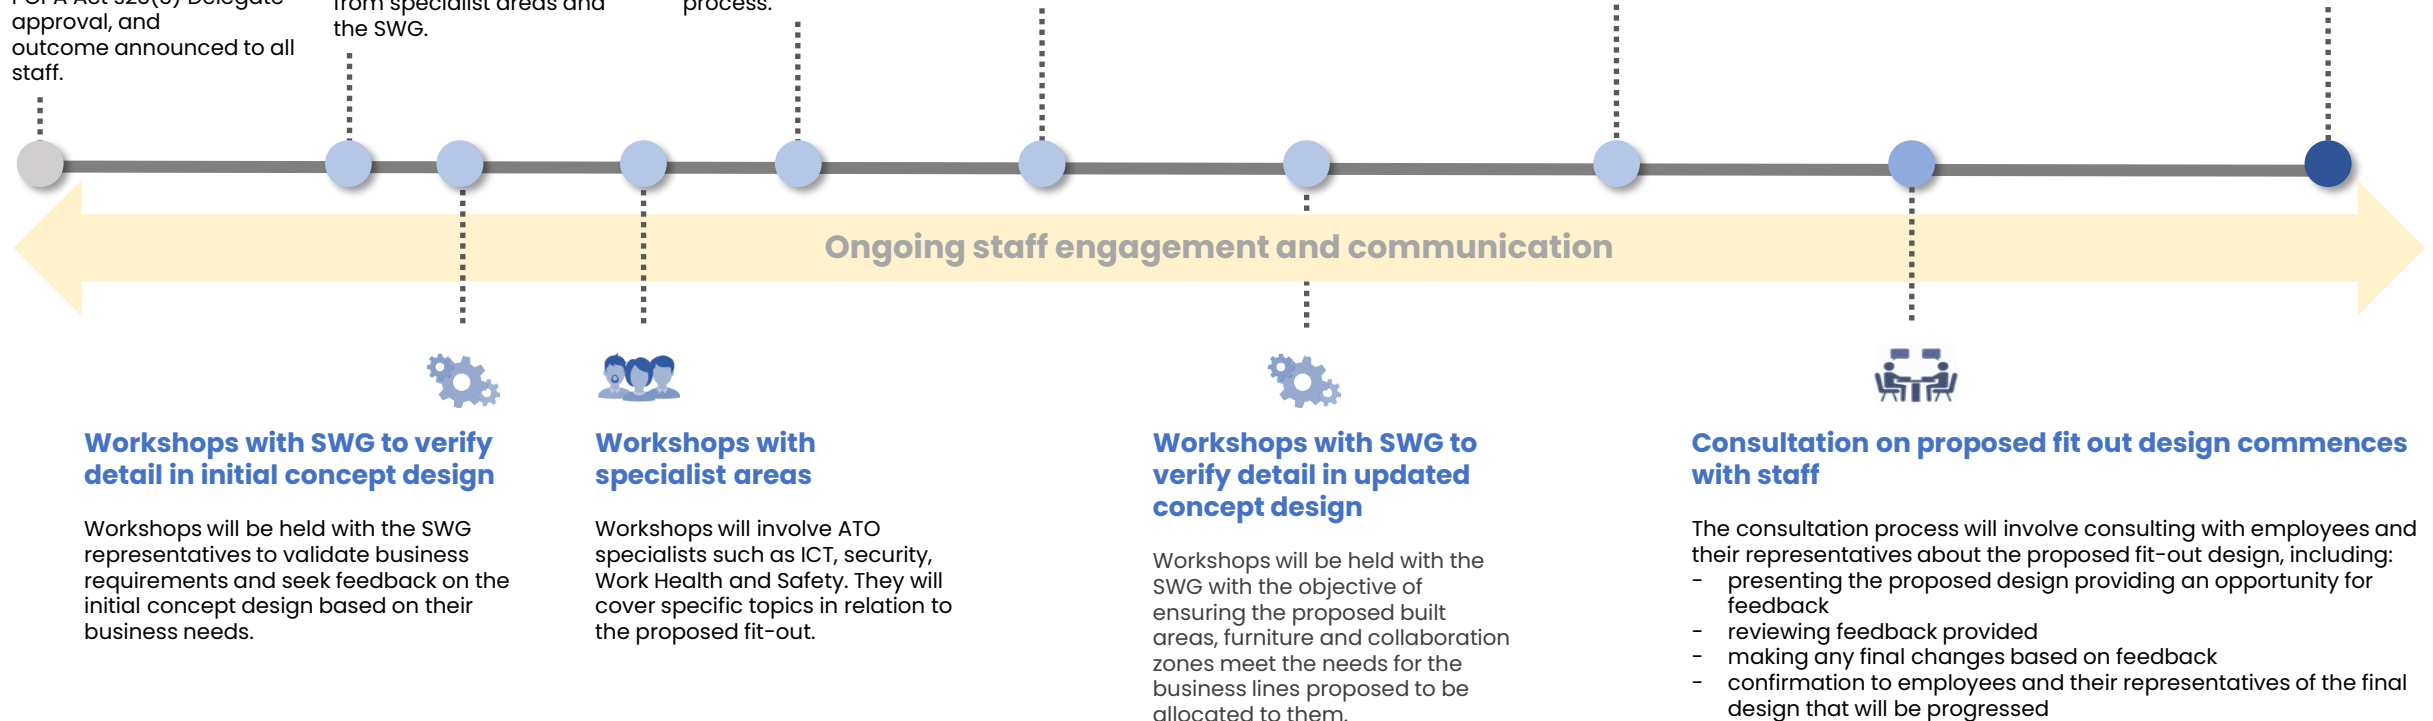 approval, and
outcome announced to all
staff.
from specialist areas and
the SWG.
process.
Ongoing staff engagement and communication
Workshops with SWG to verify
detail in initial concept design
Workshops will be held with the SWG
representatives to validate business
requirements and seek feedback on the
initial concept design based on their
business needs.
Workshops with
specialist areas
Workshops will involve ATO
specialists such as ICT, security,
Work Health and Safety. They will
cover specific topics in relation to
the proposed fit-out.
Workshops with SWG to
verify detail in updated
concept design
Workshops will be held with the
SWG with the objective of
ensuring the proposed built
areas, furniture and collaboration
zones meet the needs for the
business lines proposed to be
allocated to them.
Consultation on proposed fit out design commences
with staff
The consultation process will involve consulting with employees and
their representatives about the proposed fit-out design, including:
- presenting the proposed design providing an opportunity for
feedback
- reviewing feedback provided
- making any final changes based on feedback
- confirmation to employees and their representatives of the final
design that will be progressed